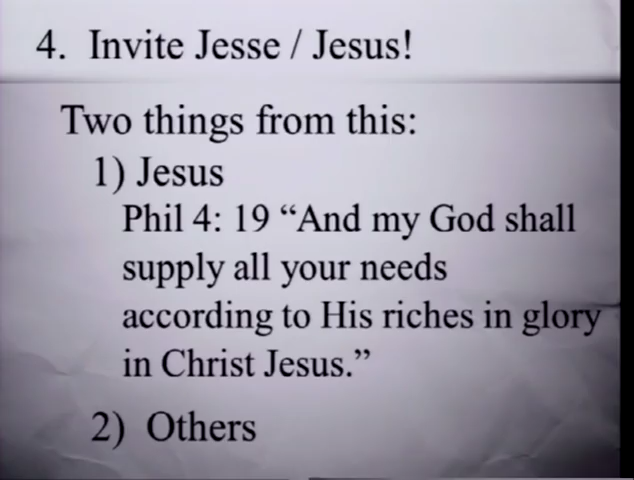 4. Invite Jesse / Jesus!
Two things from this:
1) Jesus
Phil 4: 19 “And my God shall
supply all your needs
according to His riches in glory
in Christ Jesus.”
2) Others